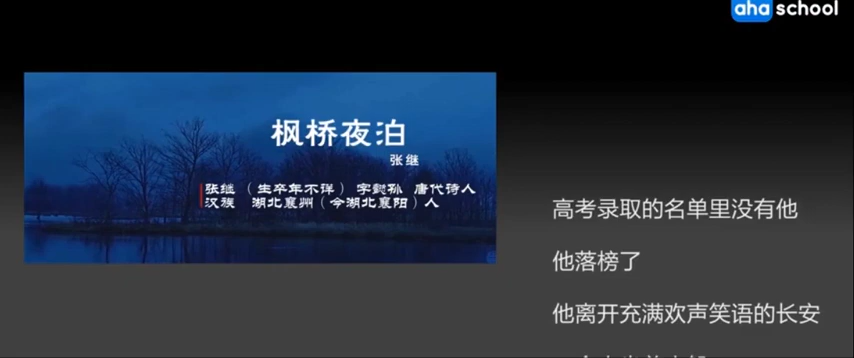 aha school
枫桥夜泊
张继
张继（生卒年不详） 字懿孙 唐代诗人
汉族 湖北襄州（今湖北襄阳）人
高考录取的名单里没有他
他落榜了
他离开充满欢声笑语的长安